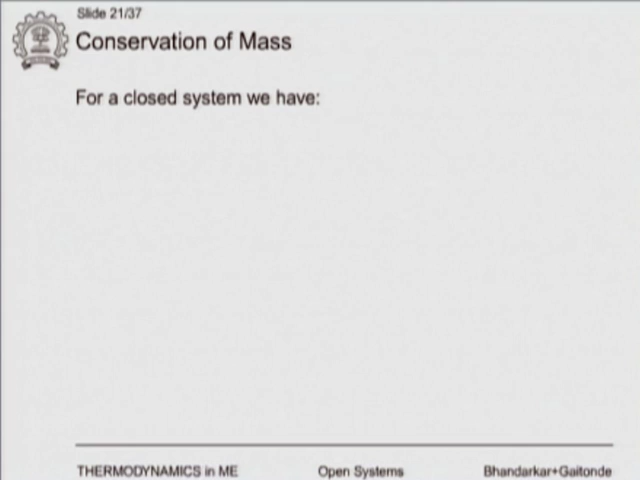 Slide 21/37
Conservation of Mass
For a closed system we have:
THERMODYNAMICS in ME
Open Systems
Bhandarkar+Gaitonde